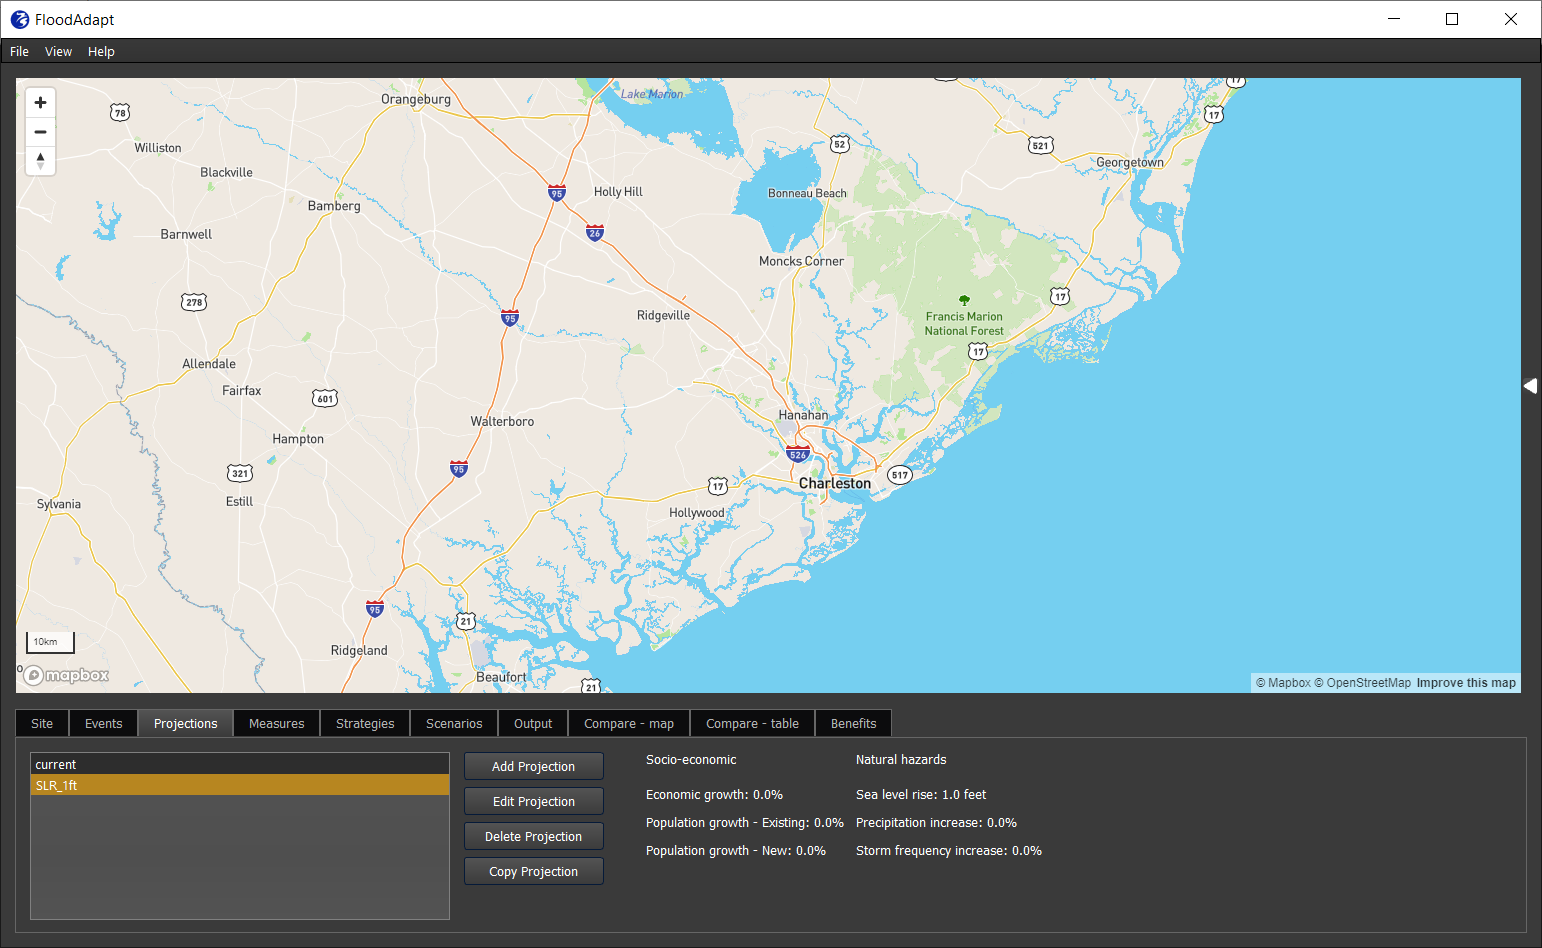 FloodAdapt
File View Help
Orangeburg
Lake Marion
17
78
17
Williston
52
521
Georgetown
Blackville
Holly Hill
95
Bonneau Beach
Bamberg
Barnwell
26
Moncks Corner
278
17
Ridgeville
95
Francis Marion
National Forest
17
Allendale
Fairfax
601
Hanahan
Walterboro
Hampton
526
95
321
517
Charleston
17
Estill
Sylvania
Hollywood
95
21
10km
Ridgeland
mapbox
Beaufort
21
© Mapbox © OpenStreetMap Improve this map
Site Events Projections Measures Strategies Scenarios Output Compare - map Compare - table Benefits
current
SLR_1ft
Add Projection
Edit Projection
Delete Projection
Copy Projection
Socio-economic
Economic growth: 0.0%
Population growth - Existing: 0.0%
Population growth - New: 0.0%
Natural hazards
Sea level rise: 1.0 feet
Precipitation increase: 0.0%
Storm frequency increase: 0.0%